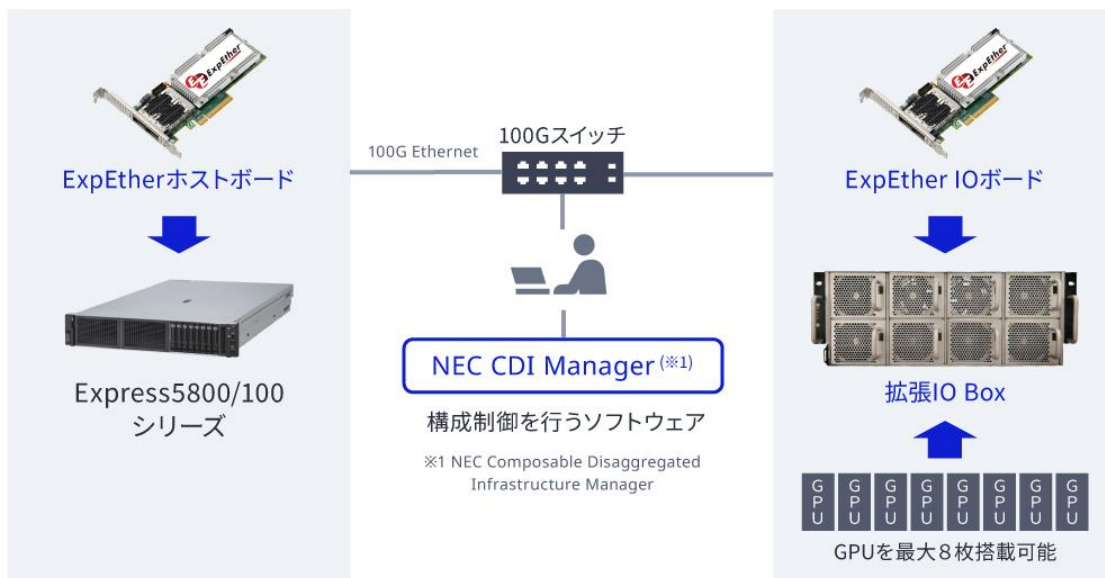 ExpEther
ExpEtherホストボード
Express5800/100
シリーズ
100G Ethernet
100Gスイッチ
NEC CDI Manager (※1)
構成制御を行うソフトウェア
※1 NEC Composable Disaggregated
Infrastructure Manager
ExpEther
ExpEther IOボード
拡張IO Box
GPU GPU GPU GPU GPU GPU GPU GPU
GPUを最大8枚搭載可能